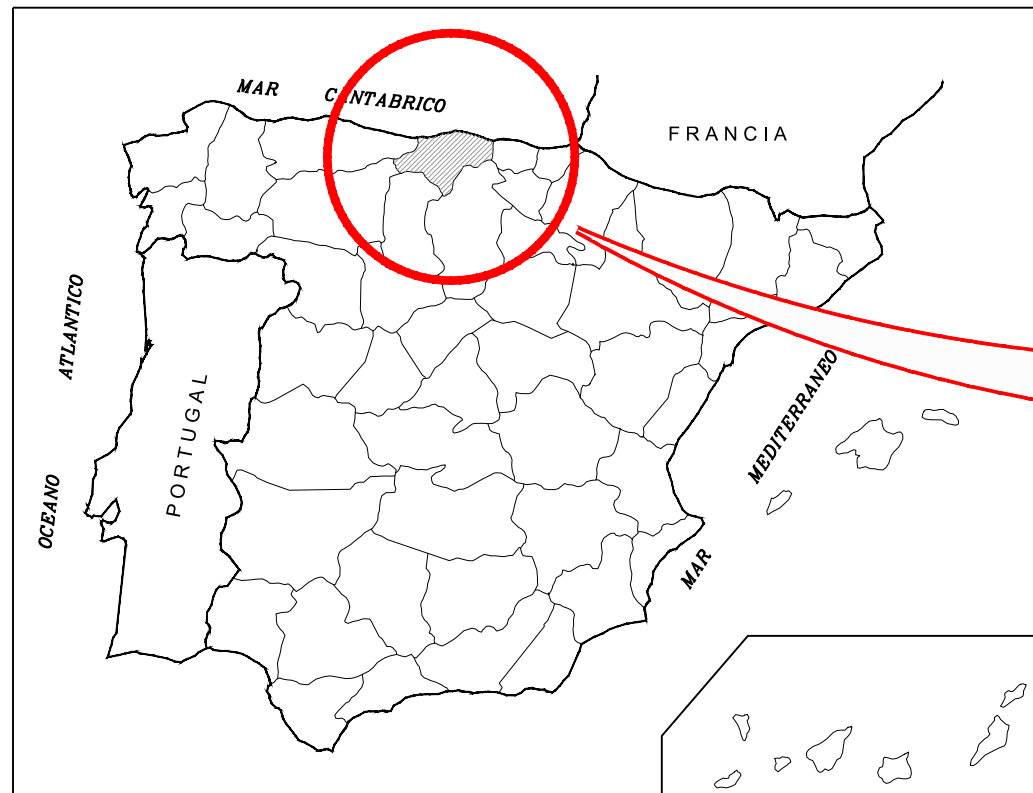 MAR CANTABRICO
FRANCIA
OCEANO ATLANTICO
PORTUGAL
MAR MEDITERRANEO